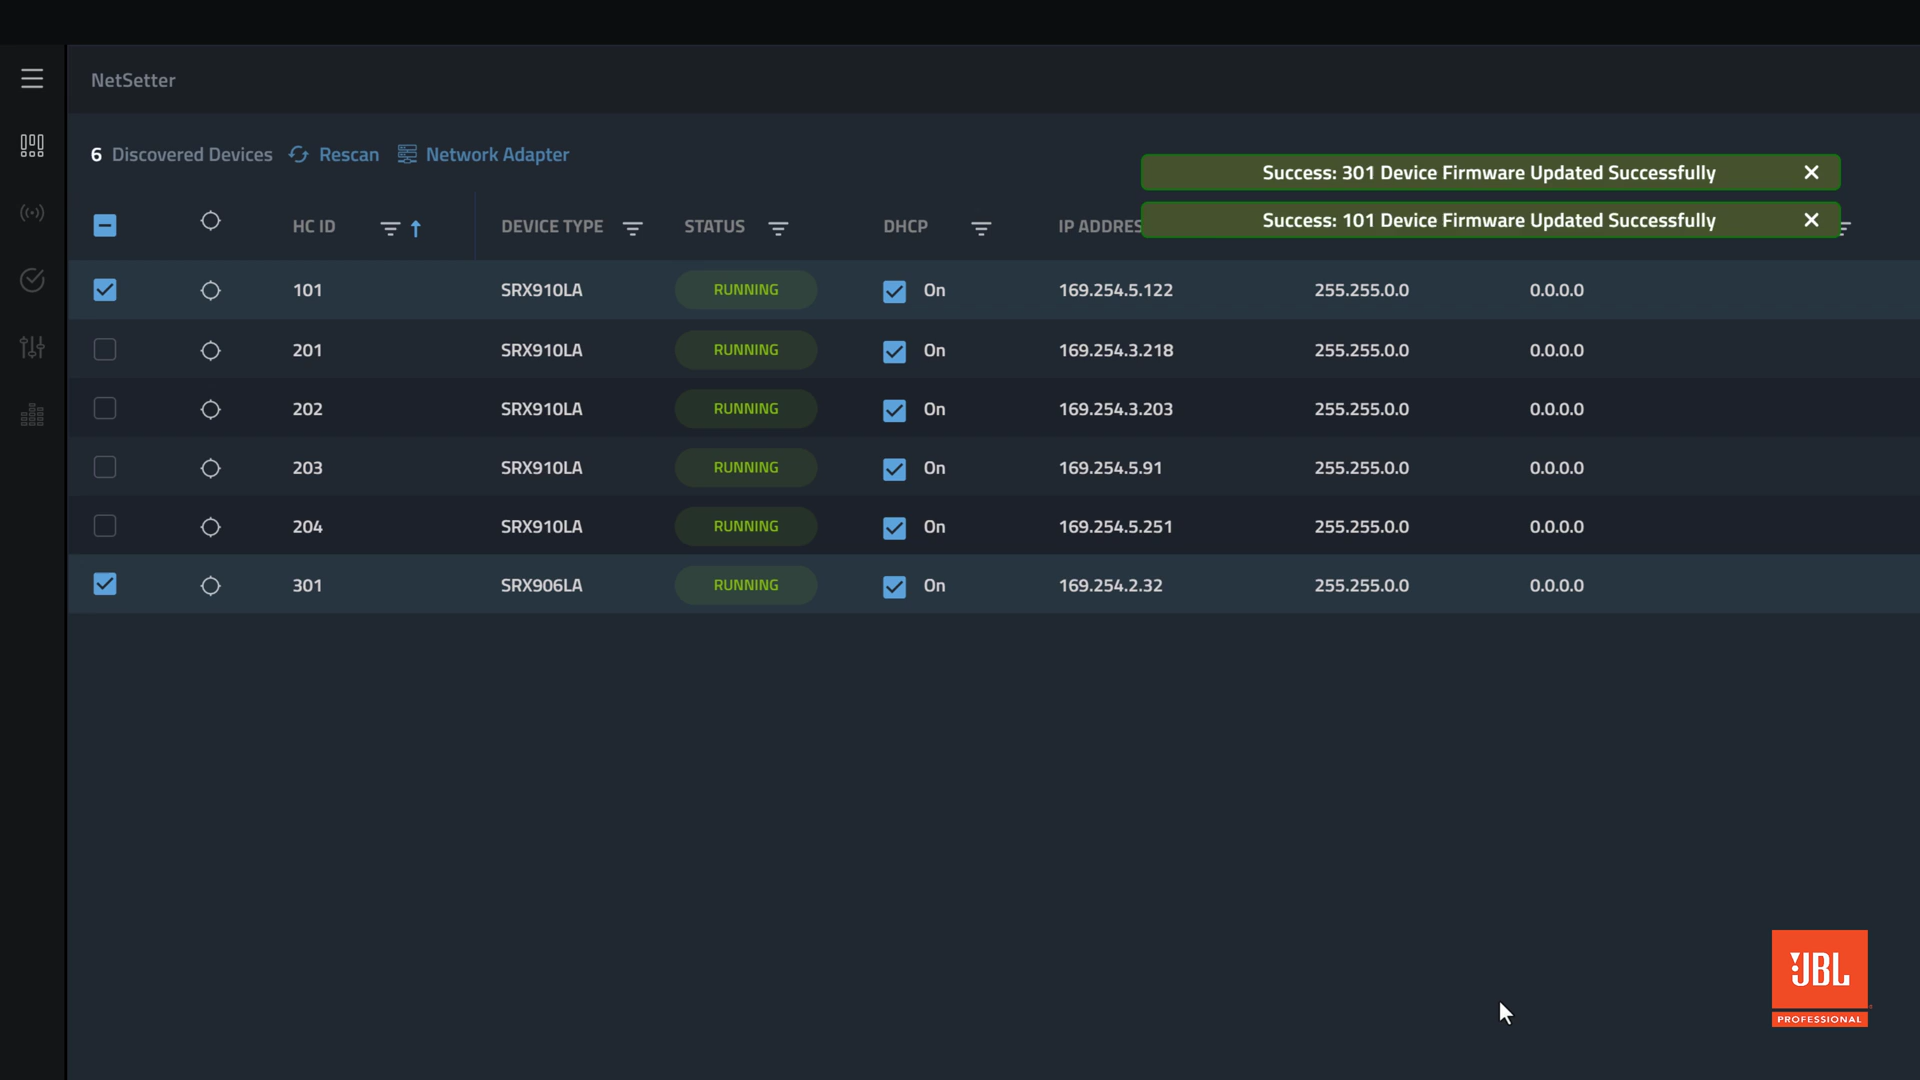 NetSetter
6 Discovered Devices Rescan Network Adapter
Success: 301 Device Firmware Updated Successfully
Success: 101 Device Firmware Updated Successfully
HC ID DEVICE TYPE STATUS DHCP IP ADDRES
101 SRX910LA RUNNING On 169.254.5.122 255.255.0.0 0.0.0.0
201 SRX910LA RUNNING On 169.254.3.218 255.255.0.0 0.0.0.0
202 SRX910LA RUNNING On 169.254.3.203 255.255.0.0 0.0.0.0
203 SRX910LA RUNNING On 169.254.5.91 255.255.0.0 0.0.0.0
204 SRX910LA RUNNING On 169.254.5.251 255.255.0.0 0.0.0.0
301 SRX906LA RUNNING On 169.254.2.32 255.255.0.0 0.0.0.0
JBL
PROFESSIONAL